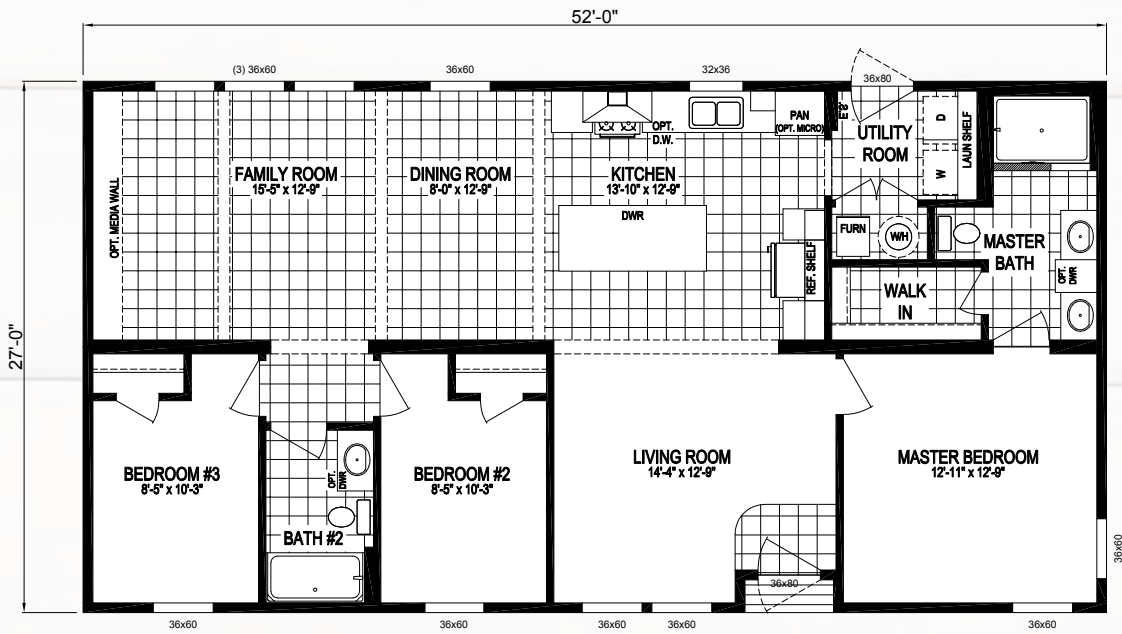 52'-0"
(3) 36x60
36x60
32x36
36x80
27'-0"
OPT. MEDIA WALL
FAMILY ROOM
15'-5" x 12'-9"
DINING ROOM
8'-0" x 12'-9"
KITCHEN
13'-10" x 12'-9"
OPT.
D.W.
PAN
(OPT. MICRO)
DWR
REF. SHELF
UTILITY
ROOM
D
W
LAUN SHELF
FURN
W/H
WALK
IN
MASTER
BATH
OPT.
DWR
BEDROOM #3
8'-5" x 10'-3"
OPT.
DWR
BATH #2
BEDROOM #2
8'-5" x 10'-3"
LIVING ROOM
14'-4" x 12'-9"
MASTER BEDROOM
12'-11" x 12'-9"
36x80
36x60
36x60
36x60
36x60
36x60
36x60